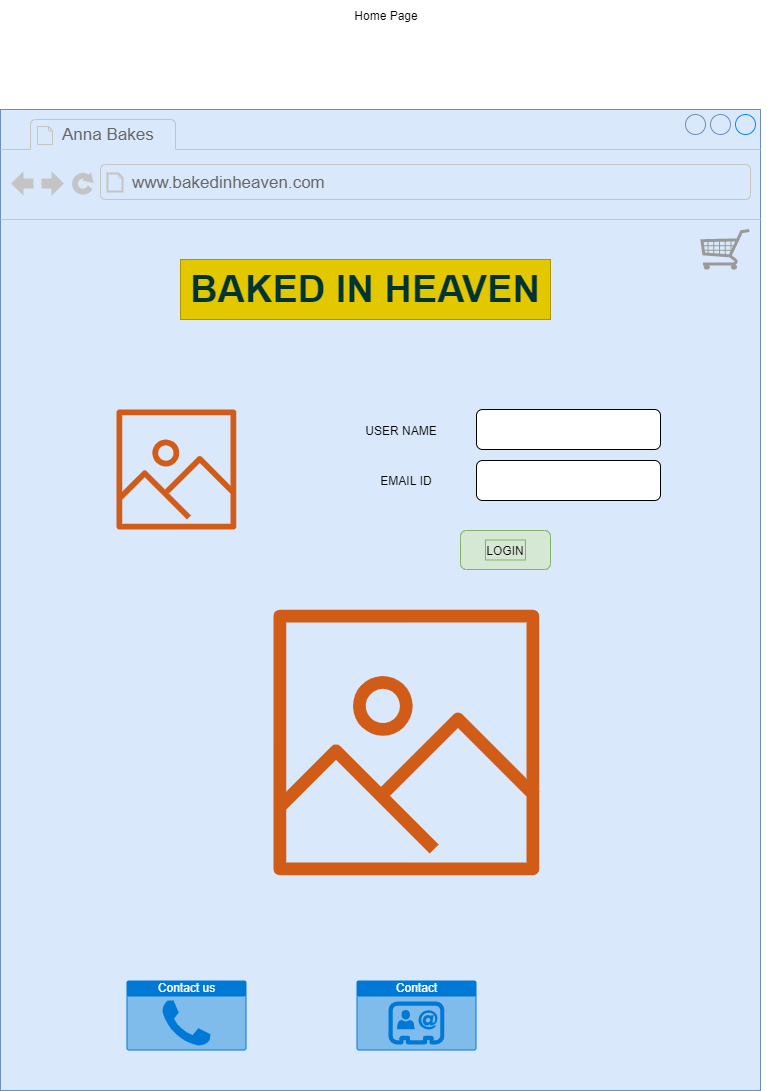 Home Page
Anna Bakes
www.bakedinheaven.com
BAKED IN HEAVEN
USER NAME
EMAIL ID
LOGIN
Contact us
Contact
@